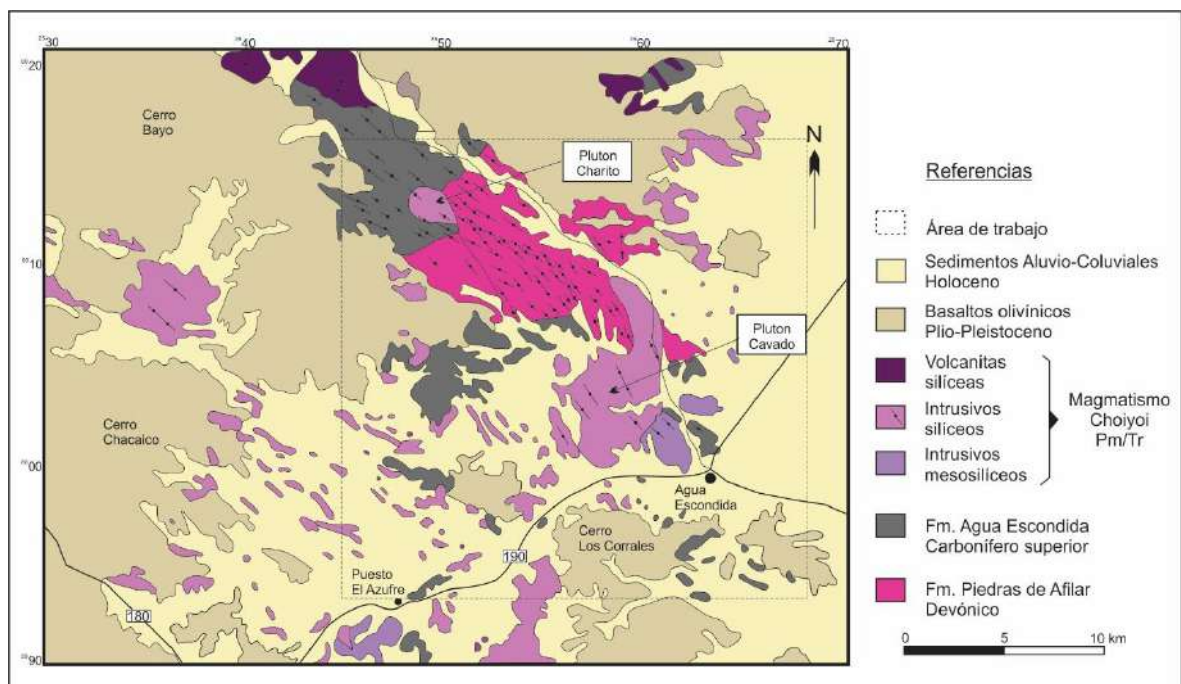 30
40
50
60
70
20
10
00
90
Cerro
Bayo
Pluton
Charito
N
Pluton
Cavado
Cerro
Chacaico
Agua
Escondida
Cerro
Los Corrales
190
Puesto
El Azufre
180
Referencias
Área de trabajo
Sedimentos Aluvio-Coluviales
Holoceno
Basaltos olivínicos
Plio-Pleistoceno
Volcanitas
silíceas
Intrusivos
silíceos
Intrusivos
mesosilíceos
Magmatismo
Choiyoi
Pm/Tr
Fm. Agua Escondida
Carbonífero superior
Fm. Piedras de Afilar
Devónico
0 5 10 km